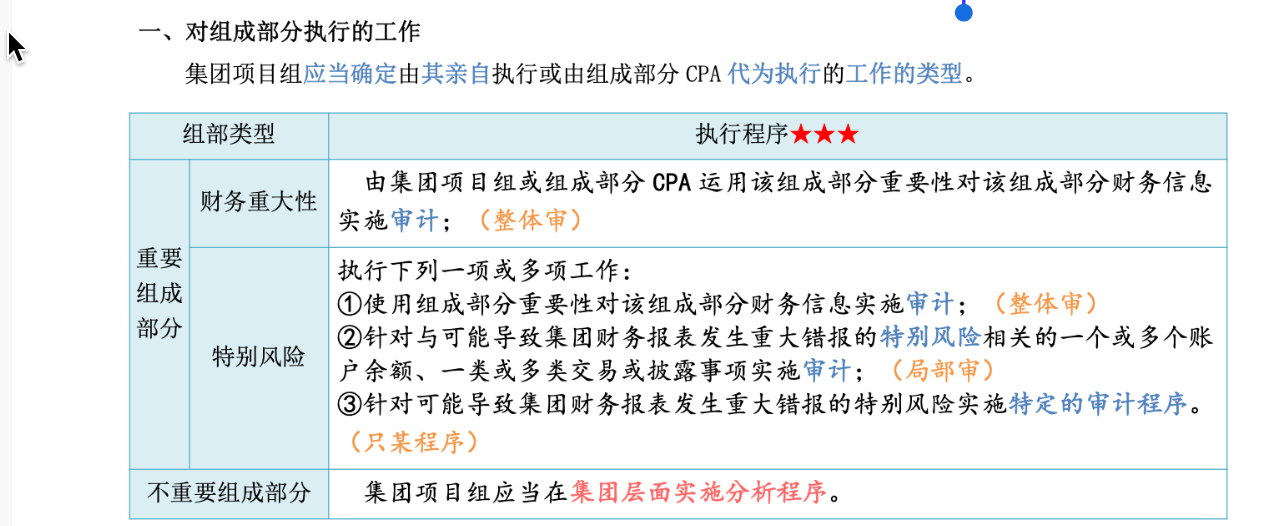 一、对组成部分执行的工作
集团项目组应当确定由其亲自执行或由组成部分 CPA 代为执行的工作的类型。
组部类型
执行程序★★★
重要
组成
部分
财务重大性
由集团项目组或组成部分 CPA 运用该组成部分重要性对该组成部分财务信息
实施审计；（整体审）
特别风险
执行下列一项或多项工作：
①使用组成部分重要性对该组成部分财务信息实施审计；（整体审）
②针对与可能导致集团财务报表发生重大错报的特别风险相关的一个或多个账
户余额、一类或多类交易或披露事项实施审计；（局部审）
③针对可能导致集团财务报表发生重大错报的特别风险实施特定的审计程序。
（只某程序）
不重要组成部分
集团项目组应当在集团层面实施分析程序。